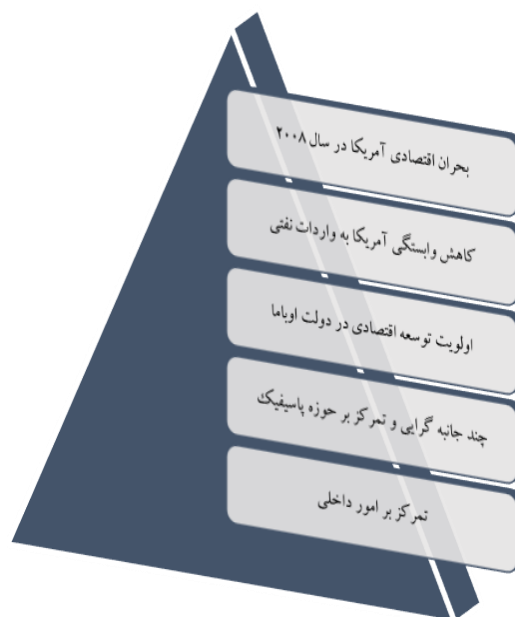 بحران اقتصادی آمریکا در سال ۲۰۰۸
کاهش وابستگی آمریکا به واردات نفتی
اولویت توسعه اقتصادی در دولت اوباما
چند جانبه گرایی و تمرکز بر حوزه پاسیفیک
تمرکز بر امور داخلی